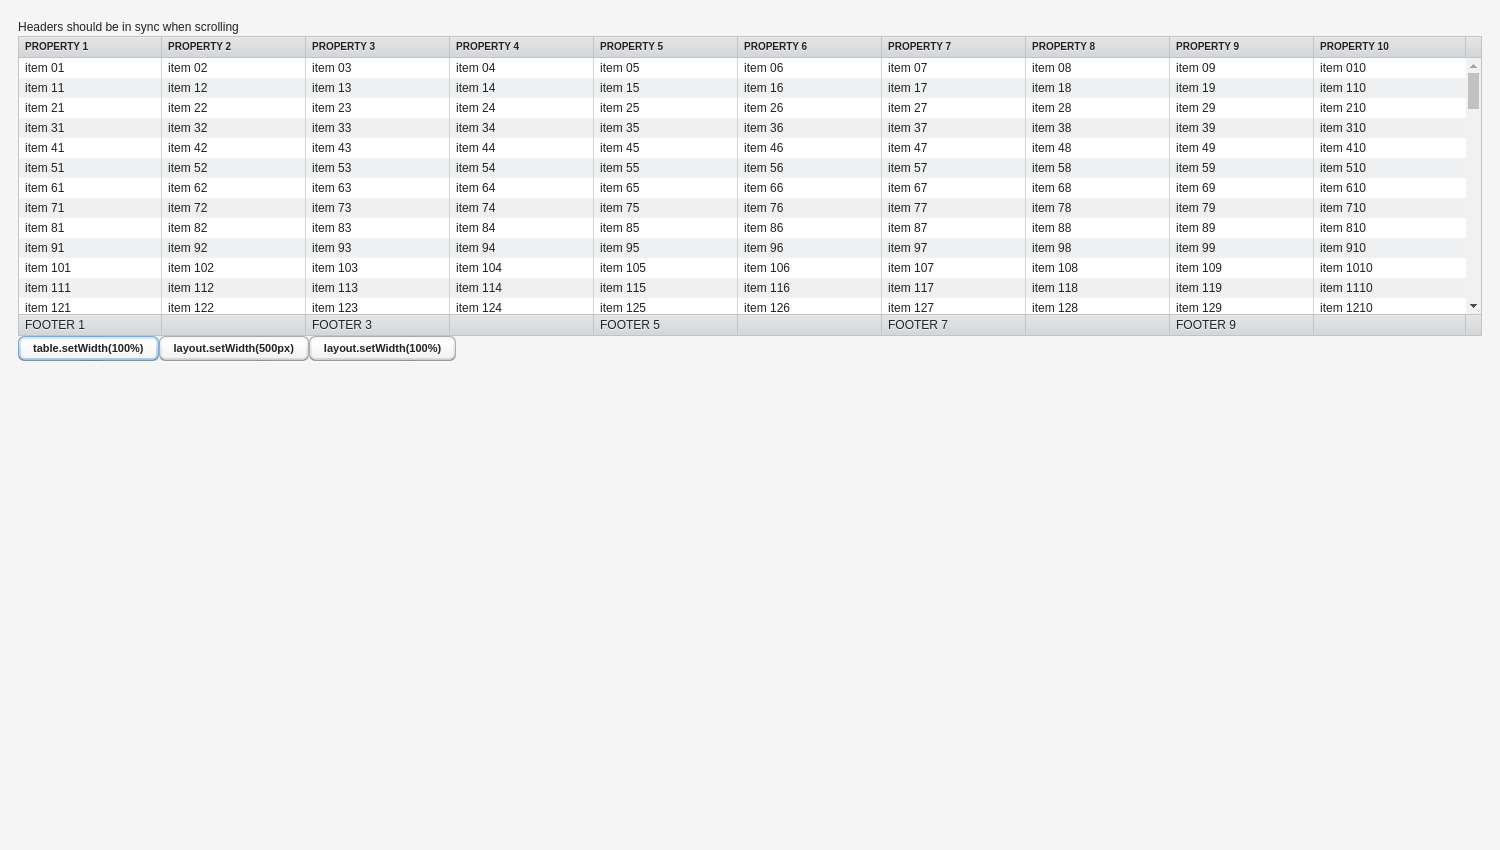 Headers should be in sync when scrolling
PROPERTY 1 PROPERTY 2 PROPERTY 3 PROPERTY 4 PROPERTY 5 PROPERTY 6 PROPERTY 7 PROPERTY 8 PROPERTY 9 PROPERTY 10
item 01 item 02 item 03 item 04 item 05 item 06 item 07 item 08 item 09 item 010
item 11 item 12 item 13 item 14 item 15 item 16 item 17 item 18 item 19 item 110
item 21 item 22 item 23 item 24 item 25 item 26 item 27 item 28 item 29 item 210
item 31 item 32 item 33 item 34 item 35 item 36 item 37 item 38 item 39 item 310
item 41 item 42 item 43 item 44 item 45 item 46 item 47 item 48 item 49 item 410
item 51 item 52 item 53 item 54 item 55 item 56 item 57 item 58 item 59 item 510
item 61 item 62 item 63 item 64 item 65 item 66 item 67 item 68 item 69 item 610
item 71 item 72 item 73 item 74 item 75 item 76 item 77 item 78 item 79 item 710
item 81 item 82 item 83 item 84 item 85 item 86 item 87 item 88 item 89 item 810
item 91 item 92 item 93 item 94 item 95 item 96 item 97 item 98 item 99 item 910
item 101 item 102 item 103 item 104 item 105 item 106 item 107 item 108 item 109 item 1010
item 111 item 112 item 113 item 114 item 115 item 116 item 117 item 118 item 119 item 1110
item 121 item 122 item 123 item 124 item 125 item 126 item 127 item 128 item 129 item 1210
FOOTER 1 FOOTER 3 FOOTER 5 FOOTER 7 FOOTER 9
table.setWidth(100%) layout.setWidth(500px) layout.setWidth(100%)